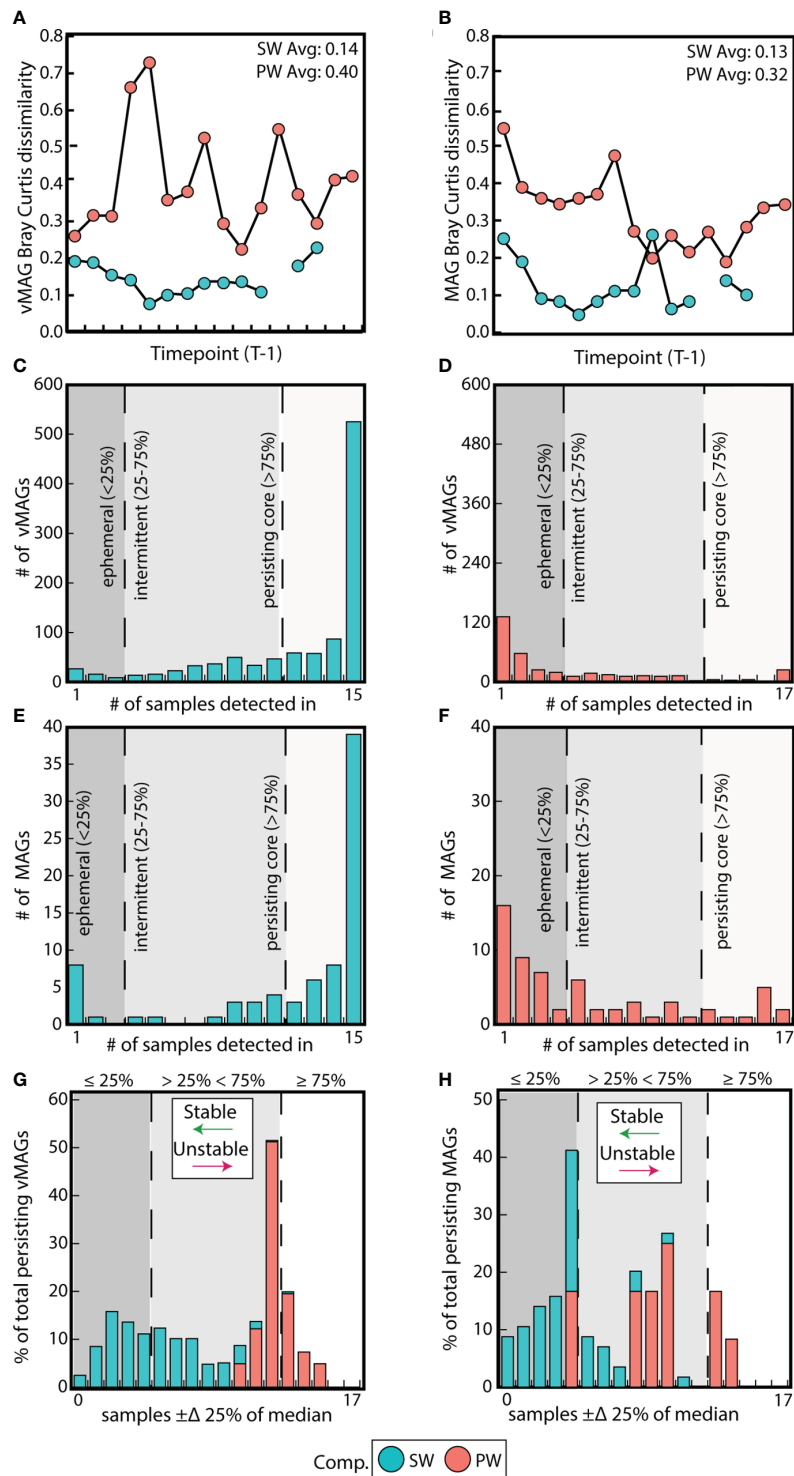 A
0.8
0.7
0.6
0.5
0.4
0.3
0.2
0.1
0.0
vMAG Bray Curtis dissimilarity
SW Avg: 0.14
PW Avg: 0.40
Timepoint (T-1)
B
0.8
0.7
0.6
0.5
0.4
0.3
0.2
0.1
0.0
MAG Bray Curtis dissimilarity
SW Avg: 0.13
PW Avg: 0.32
Timepoint (T-1)
C
600
500
400
300
200
100
0
# of vMAGs
ephemeral (<25%)
intermittent (25-75%)
persisting core (>75%)
1
15
# of samples detected in
D
600
480
360
240
120
0
# of vMAGs
ephemeral (<25%)
intermittent (25-75%)
persisting core (>75%)
1
17
# of samples detected in
E
40
35
30
25
20
15
10
5
0
# of MAGs
ephemeral (<25%)
intermittent (25-75%)
persisting core (>75%)
1
15
# of samples detected in
F
40
30
20
10
0
# of MAGs
ephemeral (<25%)
intermittent (25-75%)
persisting core (>75%)
1
17
# of samples detected in
G
≤ 25%
> 25% < 75%
≥ 75%
60
50
40
30
20
10
0
% of total persisting vMAGs
Stable
Unstable
0
17
samples ±Δ 25% of median
H
≤ 25%
> 25% < 75%
≥ 75%
50
40
30
20
10
0
% of total persisting MAGs
Stable
Unstable
0
17
samples ±Δ 25% of median
Comp. SW PW